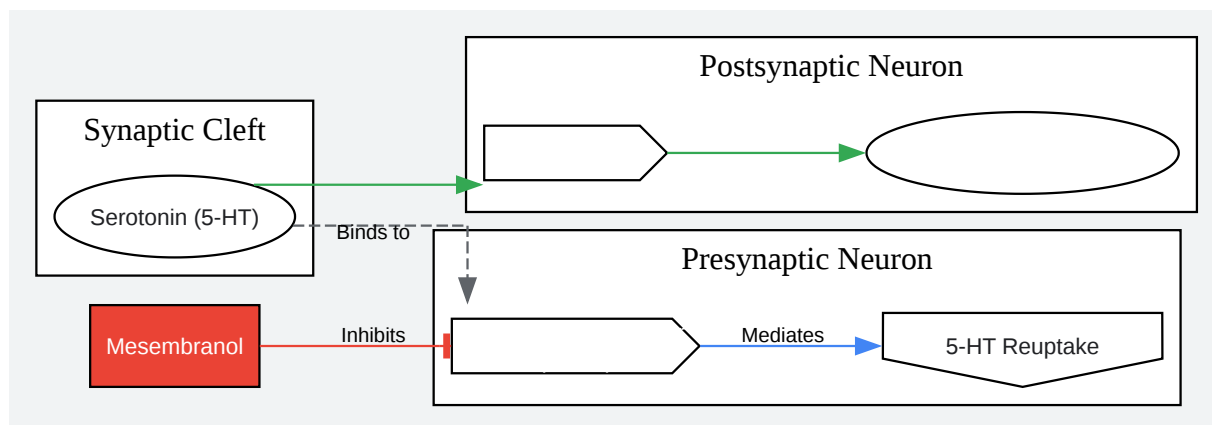 Postsynaptic Neuron
Synaptic Cleft
Serotonin (5-HT)
Binds to
Presynaptic Neuron
Mesembranol
Inhibits
Mediates
5-HT Reuptake